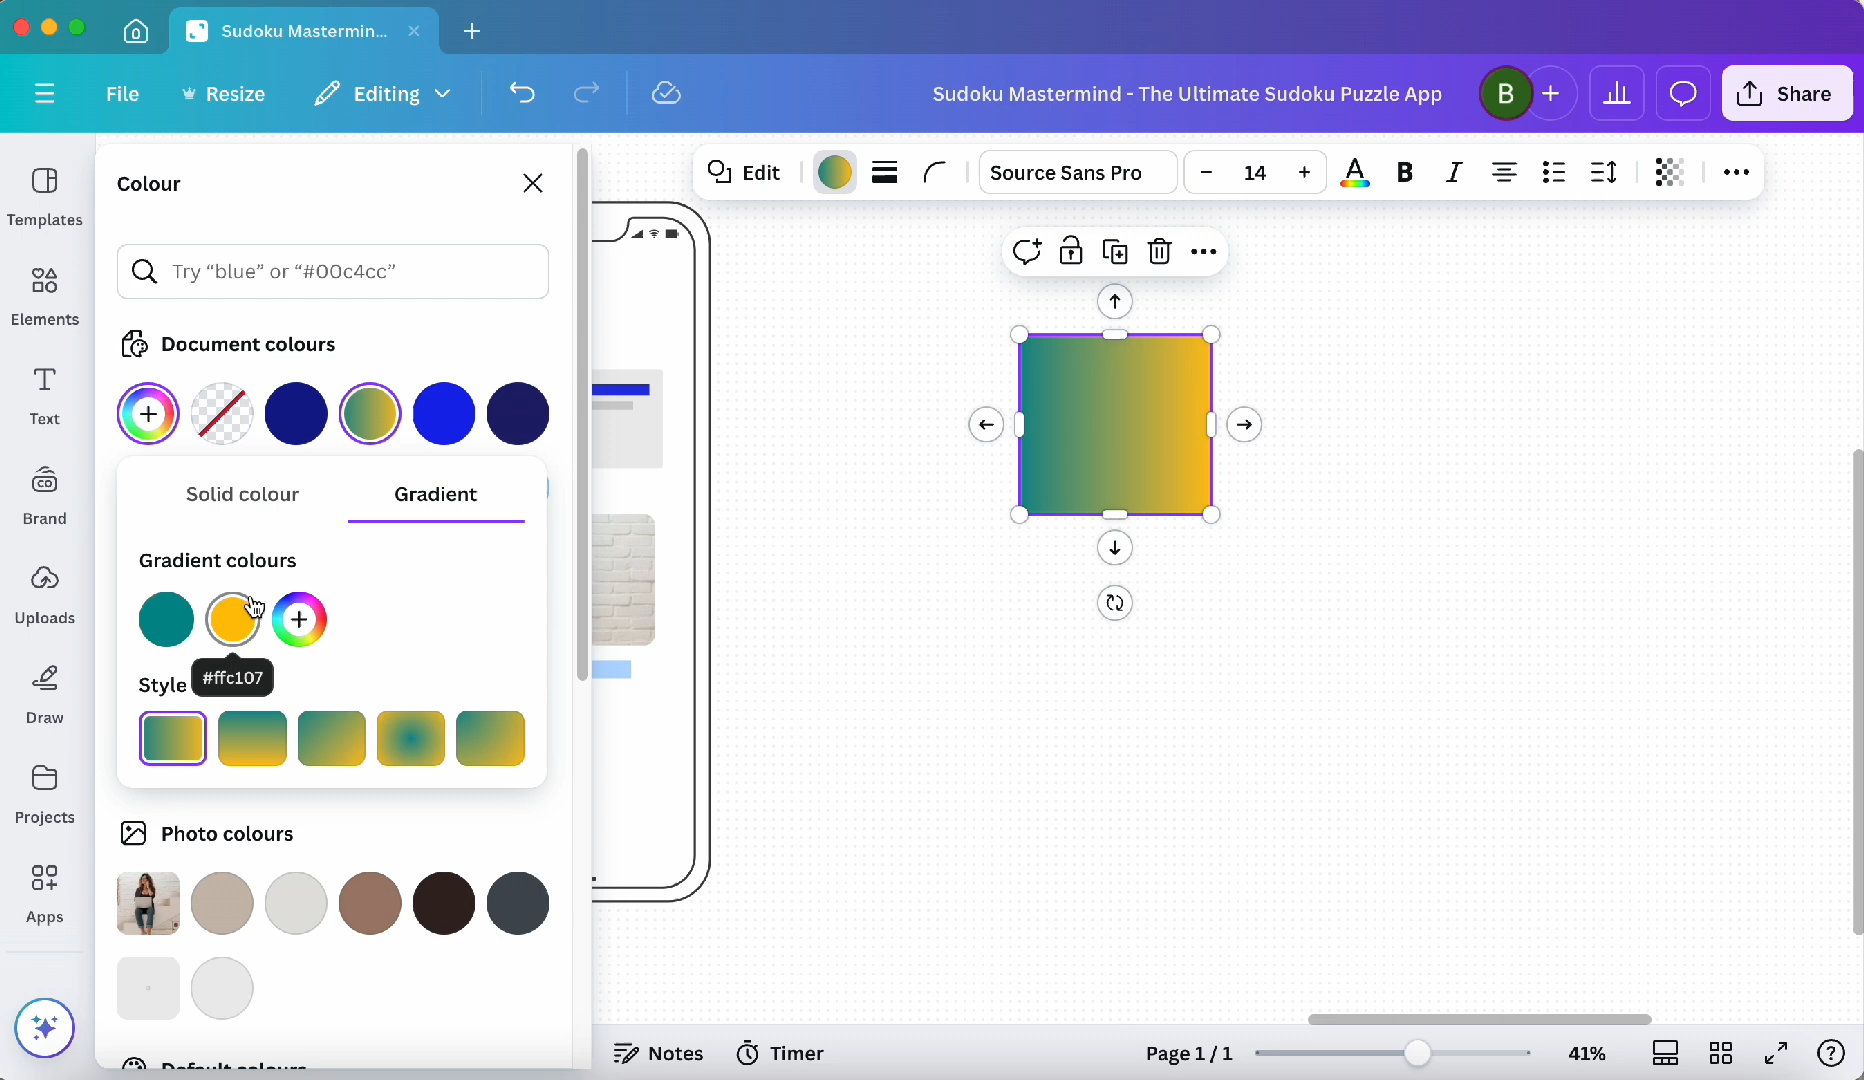 Sudoku Mastermin...
File
Resize
Editing
Sudoku Mastermind - The Ultimate Sudoku Puzzle App
B
Share
Templates
Elements
Text
Brand
Uploads
Draw
Projects
Apps
Colour
Try “blue” or “#00c4cc”
Document colours
Solid colour
Gradient
Gradient colours
#ffc107
Style
Photo colours
Default colours
Edit
Source Sans Pro
14
A
B
I
Notes
Timer
Page 1 / 1
41%